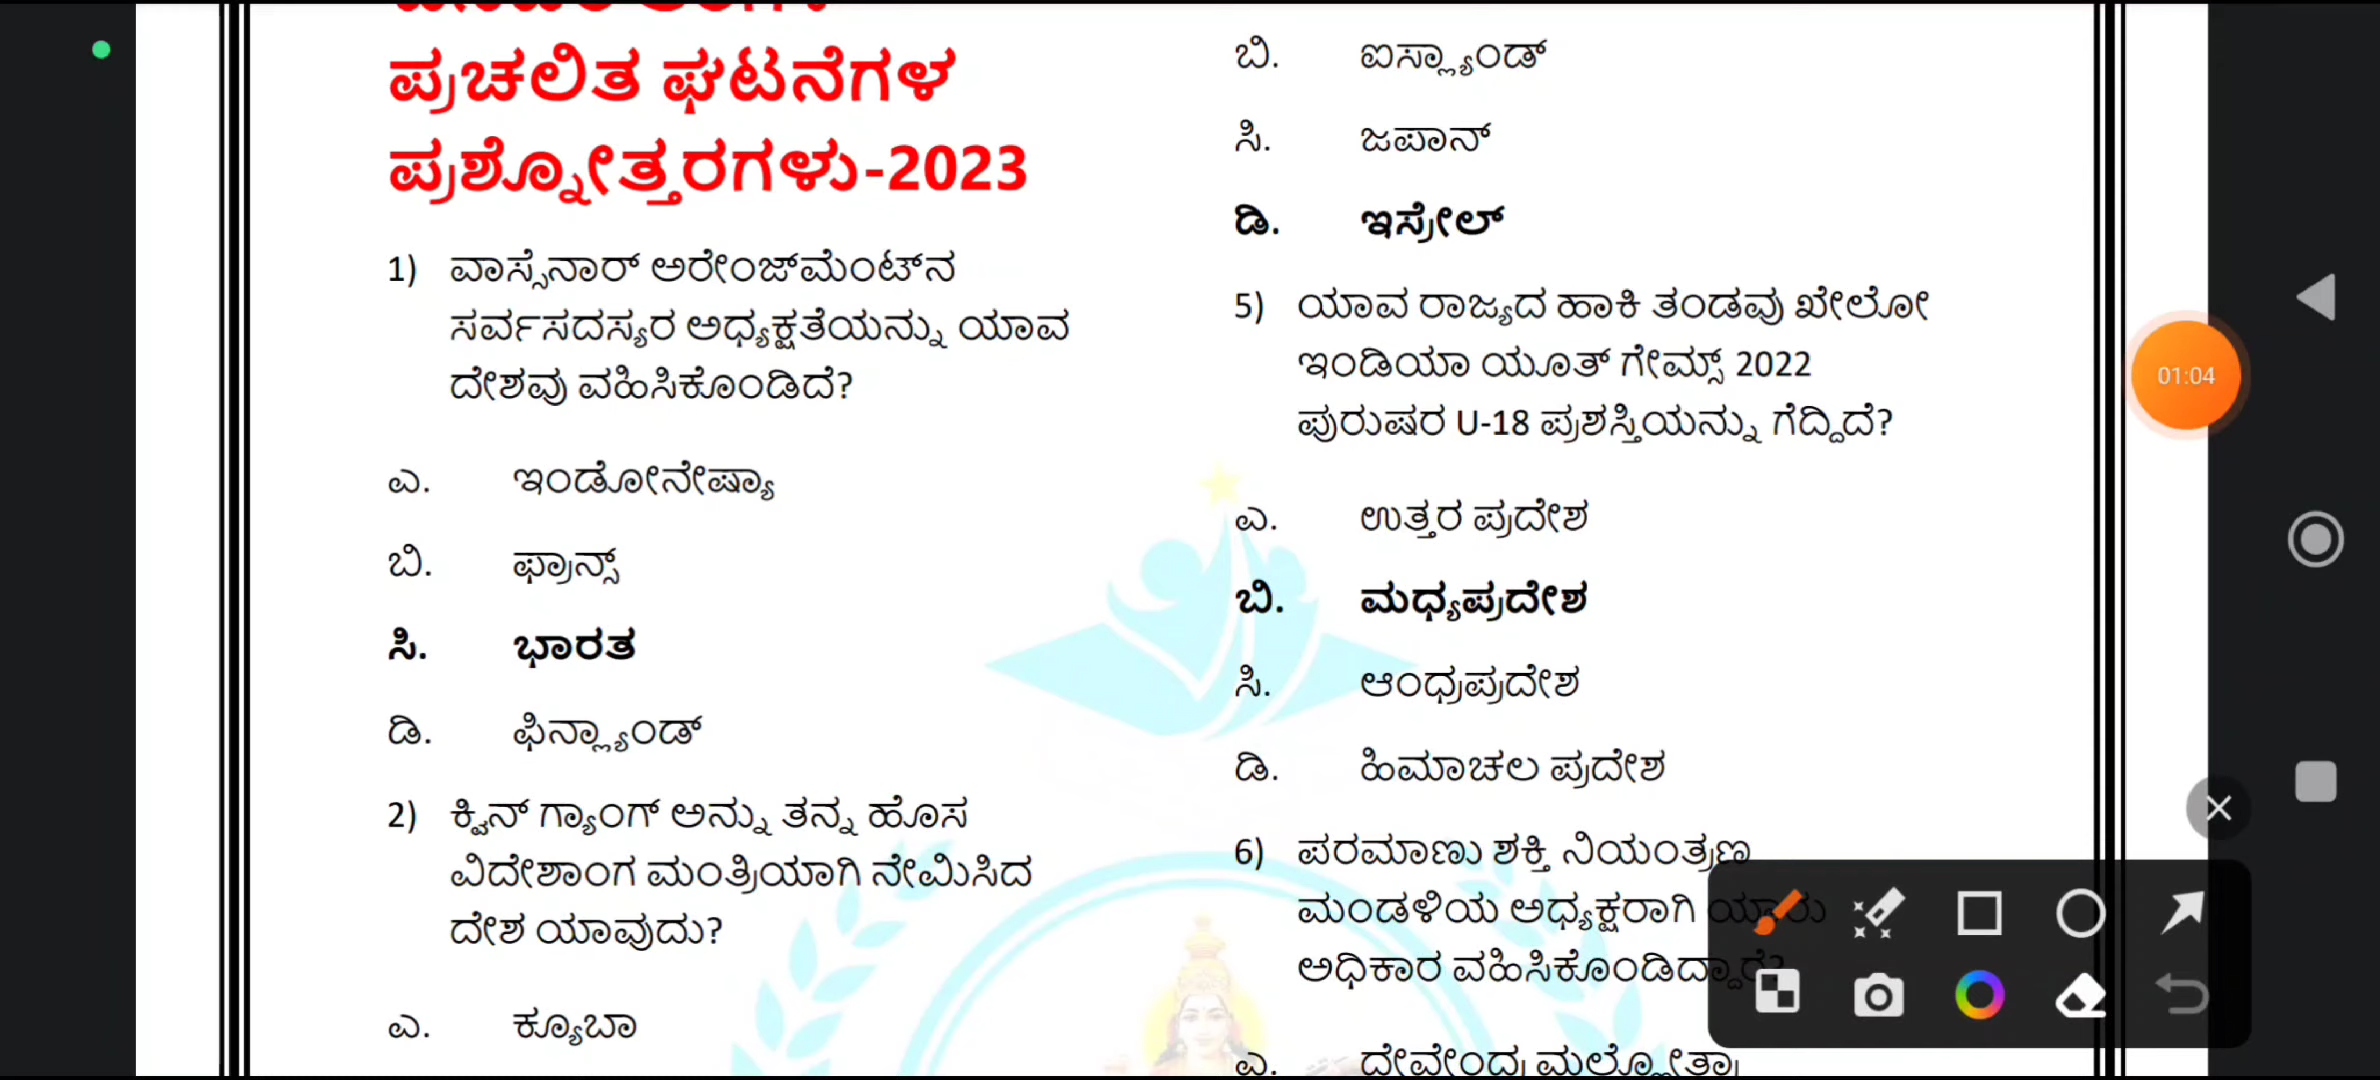 ಪ್ರಚಲಿತ ಘಟನೆಗಳ
ಪ್ರಶ್ನೋತ್ತರಗಳು-2023
1) ವಾಸ್ಸೆನಾರ್ ಅರೇಂಜ್‌ಮೆಂಟ್‌ನ
ಸರ್ವಸದಸ್ಯರ ಅಧ್ಯಕ್ಷತೆಯನ್ನು ಯಾವ
ದೇಶವು ವಹಿಸಿಕೊಂಡಿದೆ?
ಎ. ಇಂಡೋನೇಷ್ಯಾ
ಬಿ. ಫ್ರಾನ್ಸ್
ಸಿ. ಭಾರತ
ಡಿ. ಫಿನ್ಲ್ಯಾಂಡ್
2) ಕ್ವಿನ್ ಗ್ಯಾಂಗ್ ಅನ್ನು ತನ್ನ ಹೊಸ
ವಿದೇಶಾಂಗ ಮಂತ್ರಿಯಾಗಿ ನೇಮಿಸಿದ
ದೇಶ ಯಾವುದು?
ಎ. ಕ್ಯೂಬಾ
ಬಿ. ಐಸ್ಲ್ಯಾಂಡ್
ಸಿ. ಜಪಾನ್
ಡಿ. ಇಸ್ರೇಲ್
5) ಯಾವ ರಾಜ್ಯದ ಹಾಕಿ ತಂಡವು ಖೇಲೋ
ಇಂಡಿಯಾ ಯೂತ್ ಗೇಮ್ಸ್ 2022
ಪುರುಷರ U-18 ಪ್ರಶಸ್ತಿಯನ್ನು ಗೆದ್ದಿದೆ?
ಎ. ಉತ್ತರ ಪ್ರದೇಶ
ಬಿ. ಮಧ್ಯಪ್ರದೇಶ
ಸಿ. ಆಂಧ್ರಪ್ರದೇಶ
ಡಿ. ಹಿಮಾಚಲ ಪ್ರದೇಶ
6) ಪರಮಾಣು ಶಕ್ತಿ ನಿಯಂತ್ರಣ
ಮಂಡಳಿಯ ಅಧ್ಯಕ್ಷರಾಗಿ ಯಾರು
ಅಧಿಕಾರ ವಹಿಸಿಕೊಂಡಿದ್ದಾರೆ?
ಎ. ದೇವೇಂದ್ರ ಮಲ್ಹೋತ್ರಾ
01:04